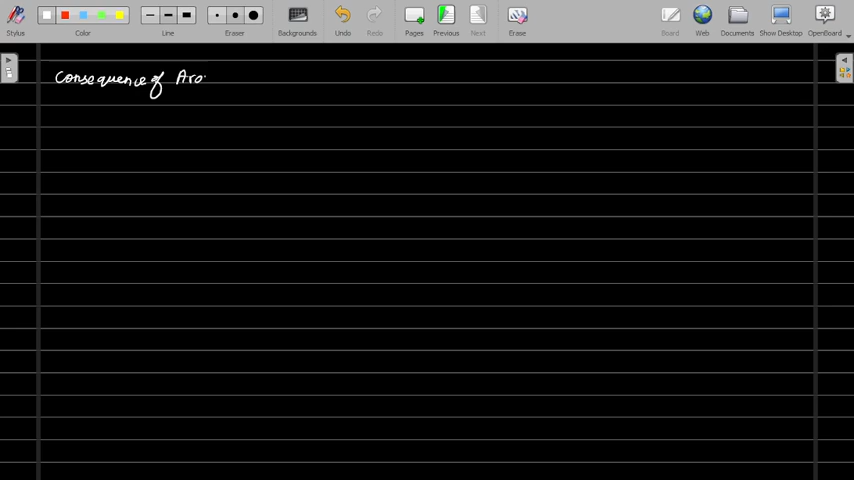 Stylus
Color
Line
Eraser
Backgrounds
Undo
Redo
Pages
Previous
Next
Erase
Board
Web
Documents
Show Desktop
OpenBoard
Consequence of Aro